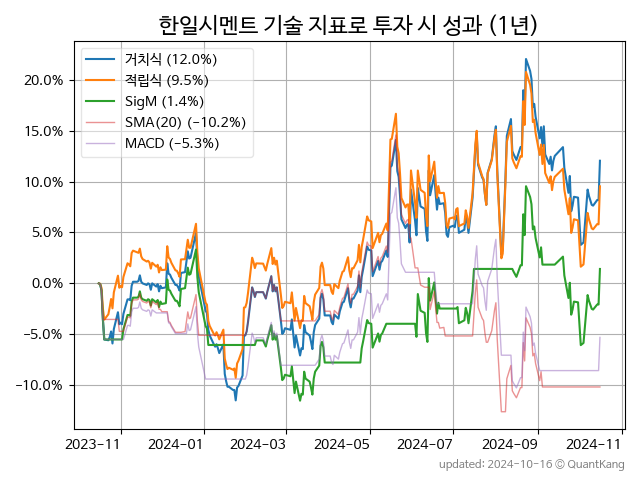 한일시멘트 기술 지표로 투자 시 성과 (1년)
거치식 (12.0%)
적립식 (9.5%)
SigM (1.4%)
SMA(20) (−10.2%)
MACD (−5.3%)
20.0%
15.0%
10.0%
5.0%
0.0%
−5.0%
−10.0%
2023-11 2024-01 2024-03 2024-05 2024-07 2024-09 2024-11
updated: 2024-10-16 © QuantKang